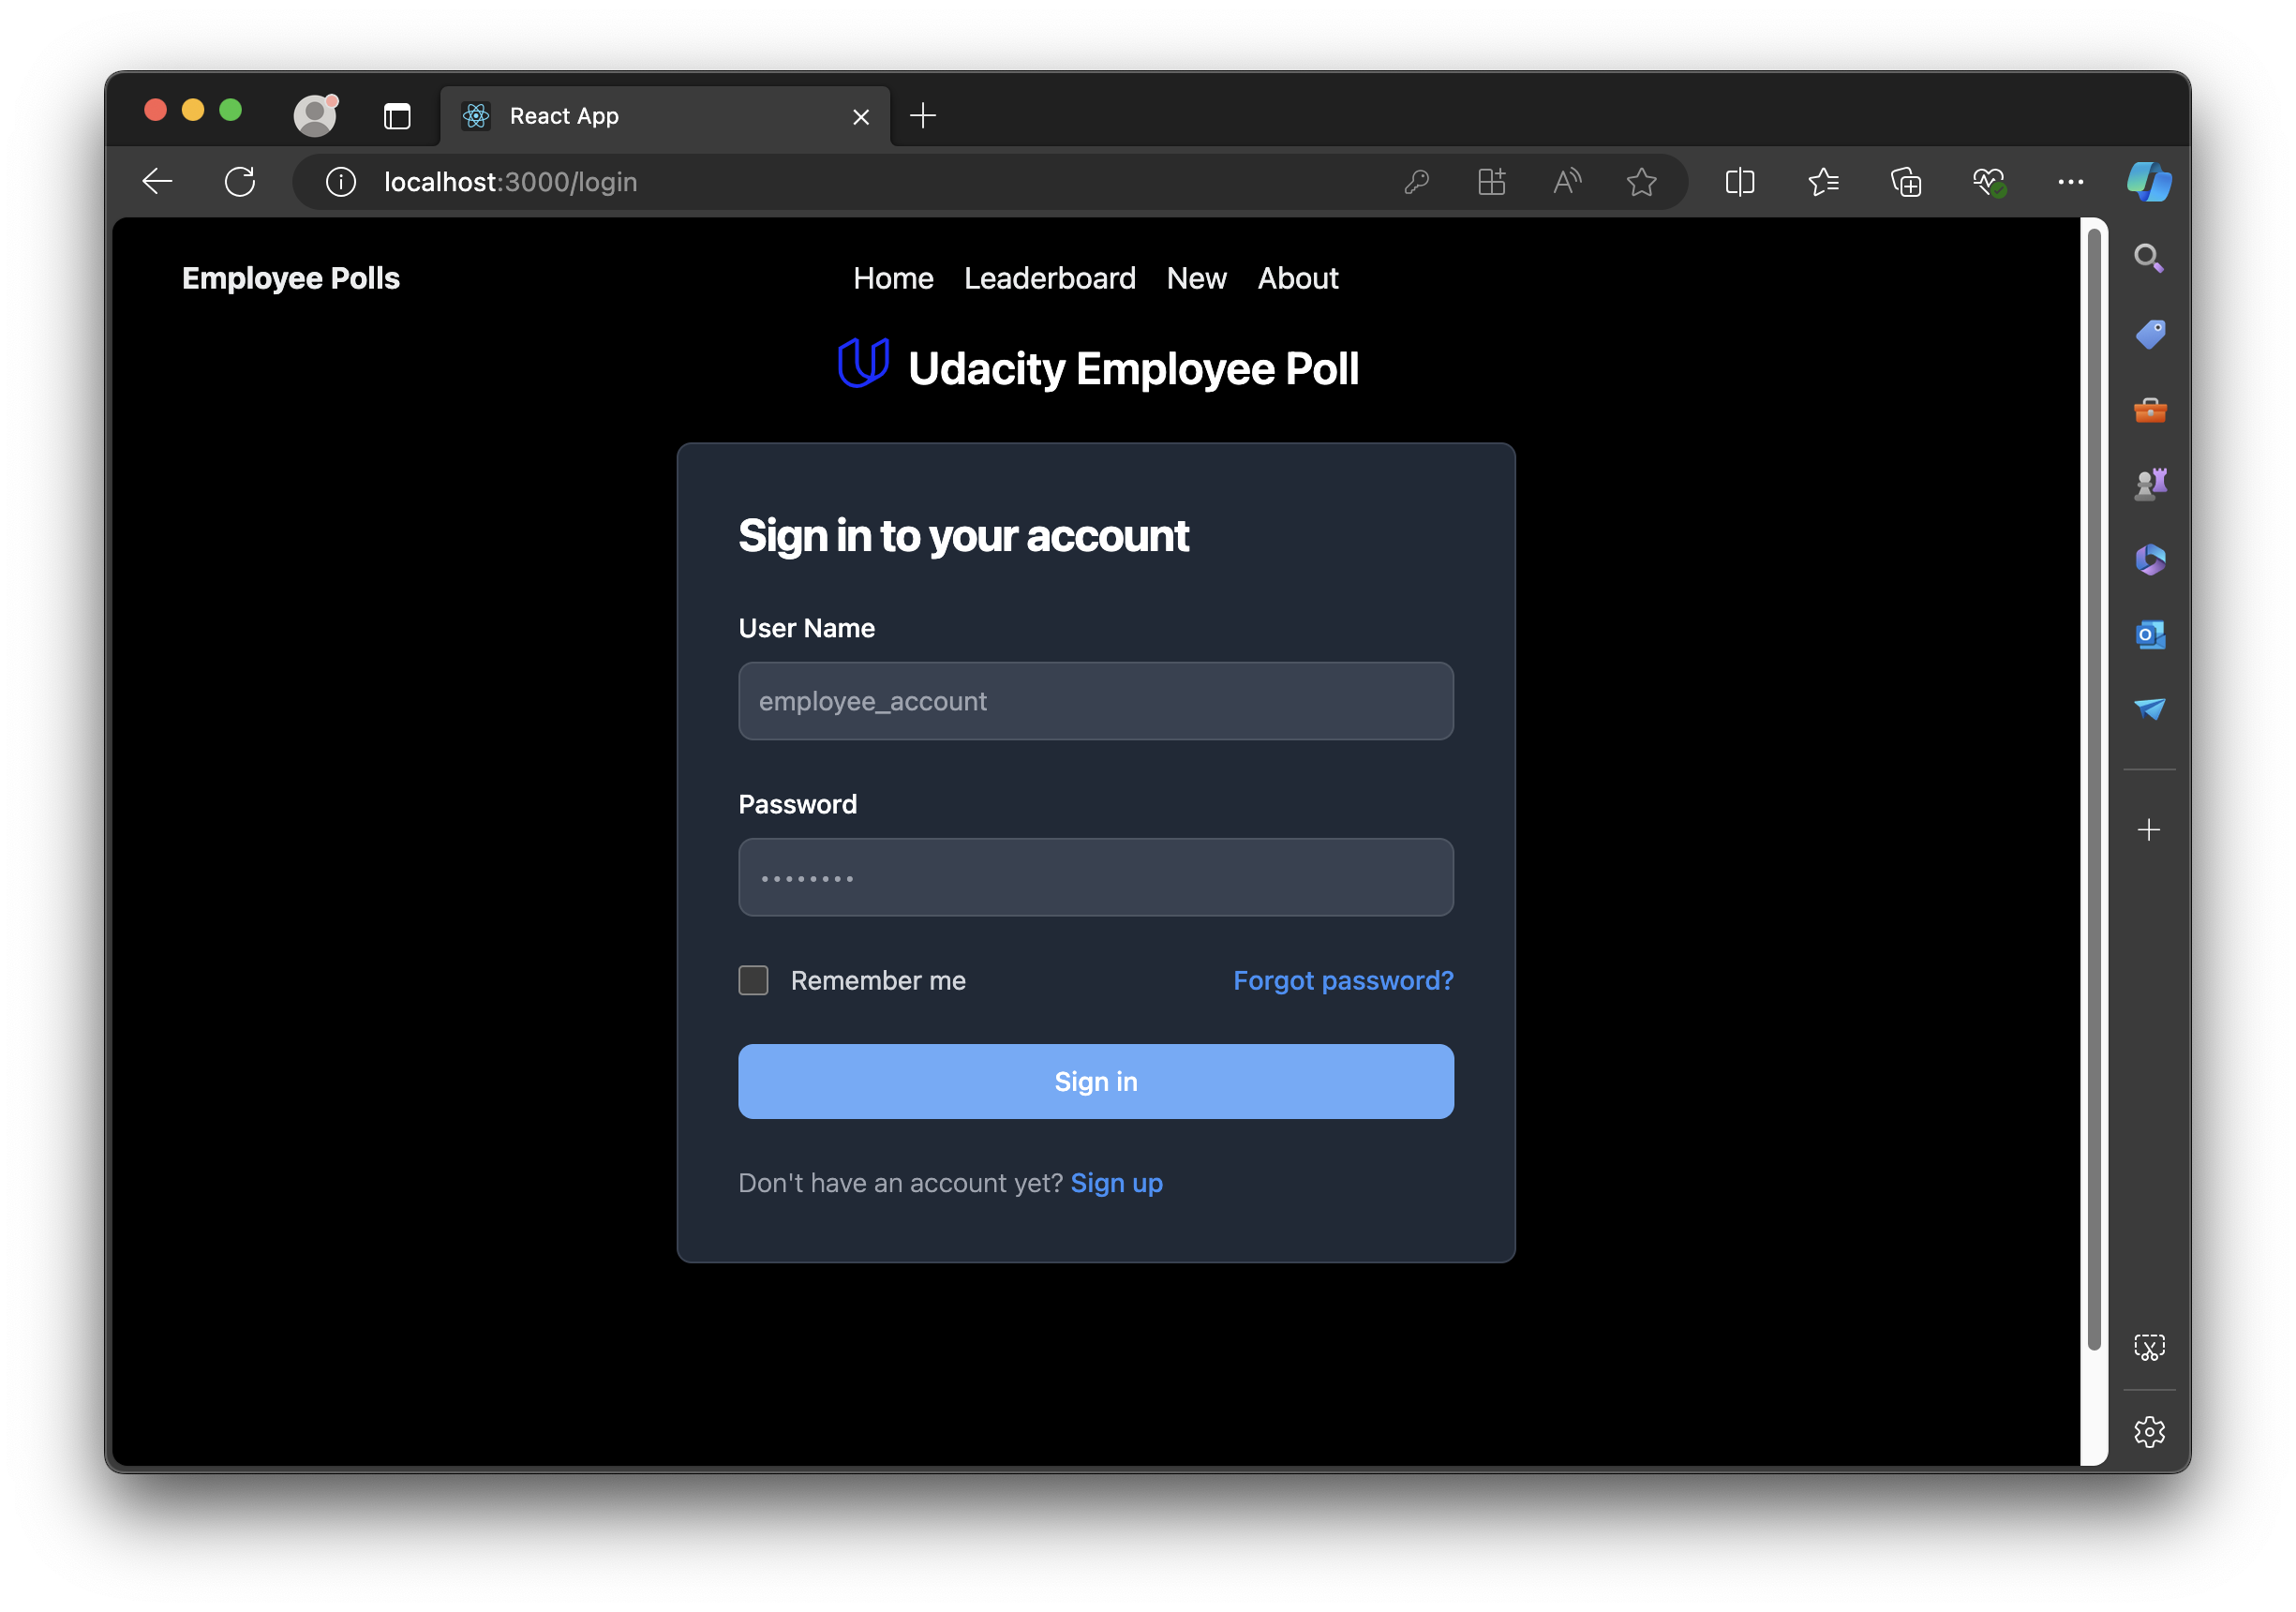 React App
localhost:3000/login
Employee Polls
Home Leaderboard New About
Udacity Employee Poll
Sign in to your account
User Name
employee_account
Password
••••••••
Remember me
Forgot password?
Sign in
Don't have an account yet? Sign up